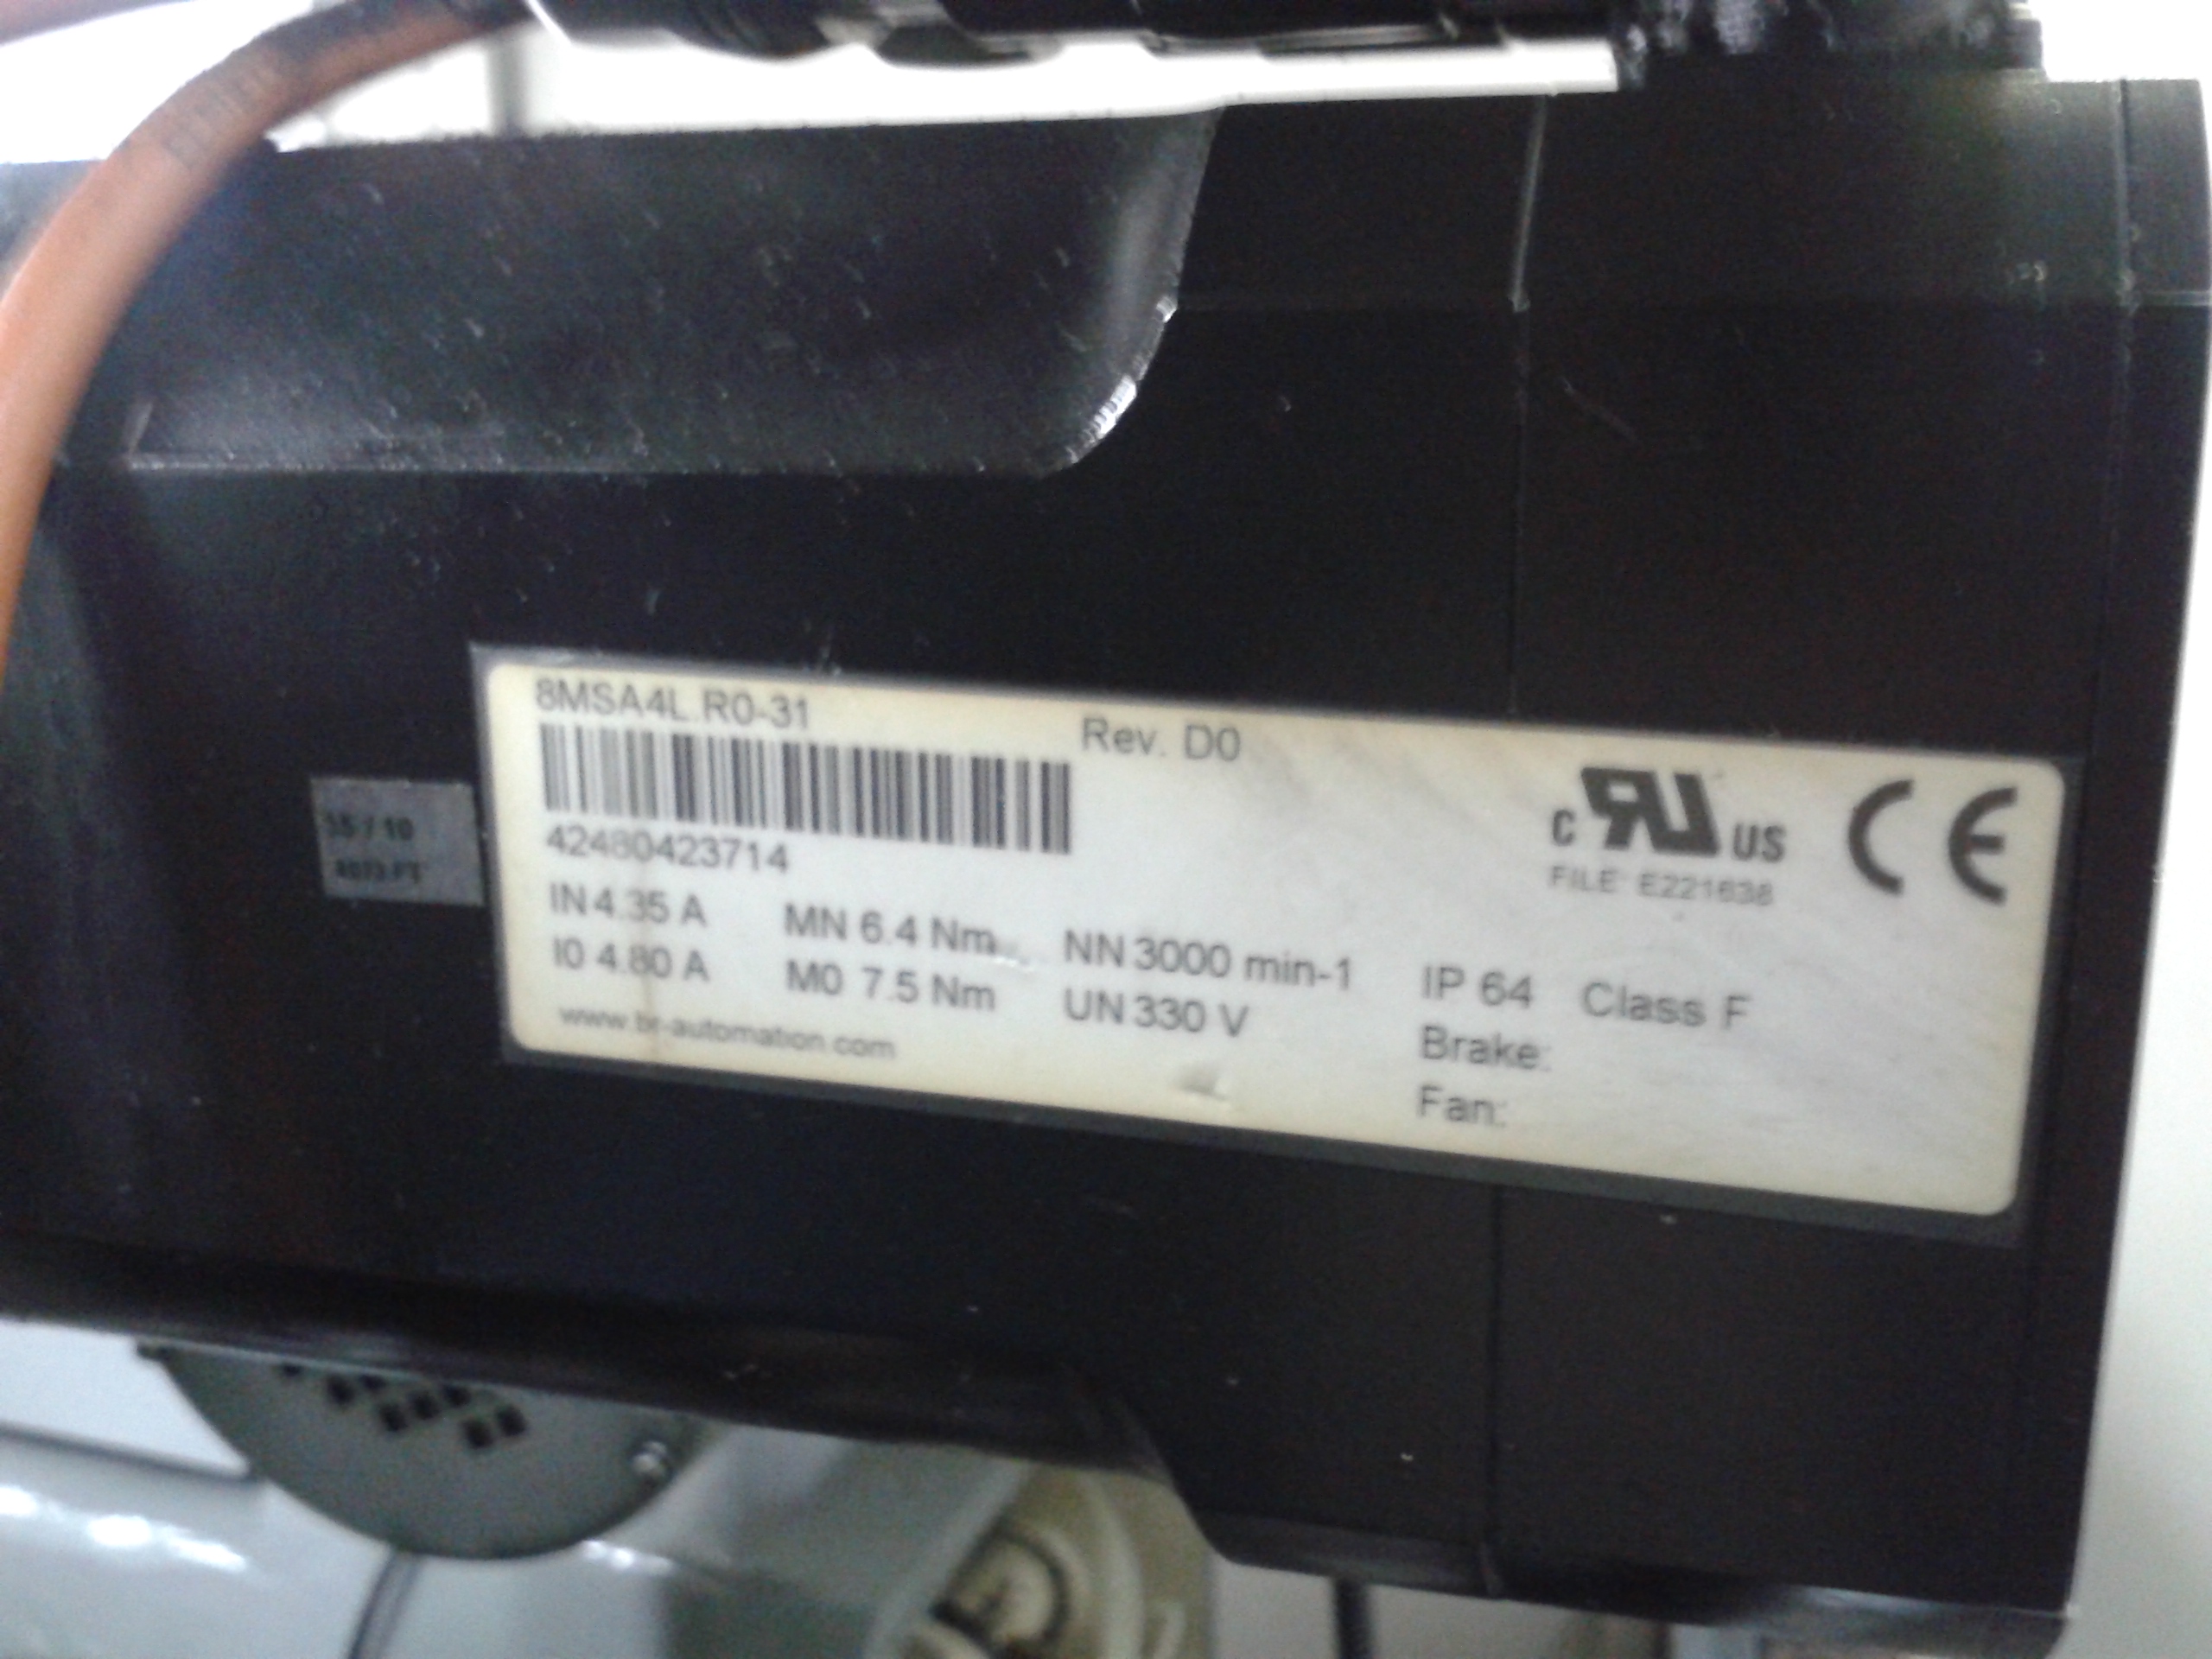 8MSA4L.R0-31
Rev. D0
42480423714
c RU US CE
FILE: E221638
IN 4.35 A MN 6.4 Nm NN 3000 min-1 IP 64 Class F
I0 4.80 A M0 7.5 Nm UN 330 V Brake:
www.br-automation.com Fan: